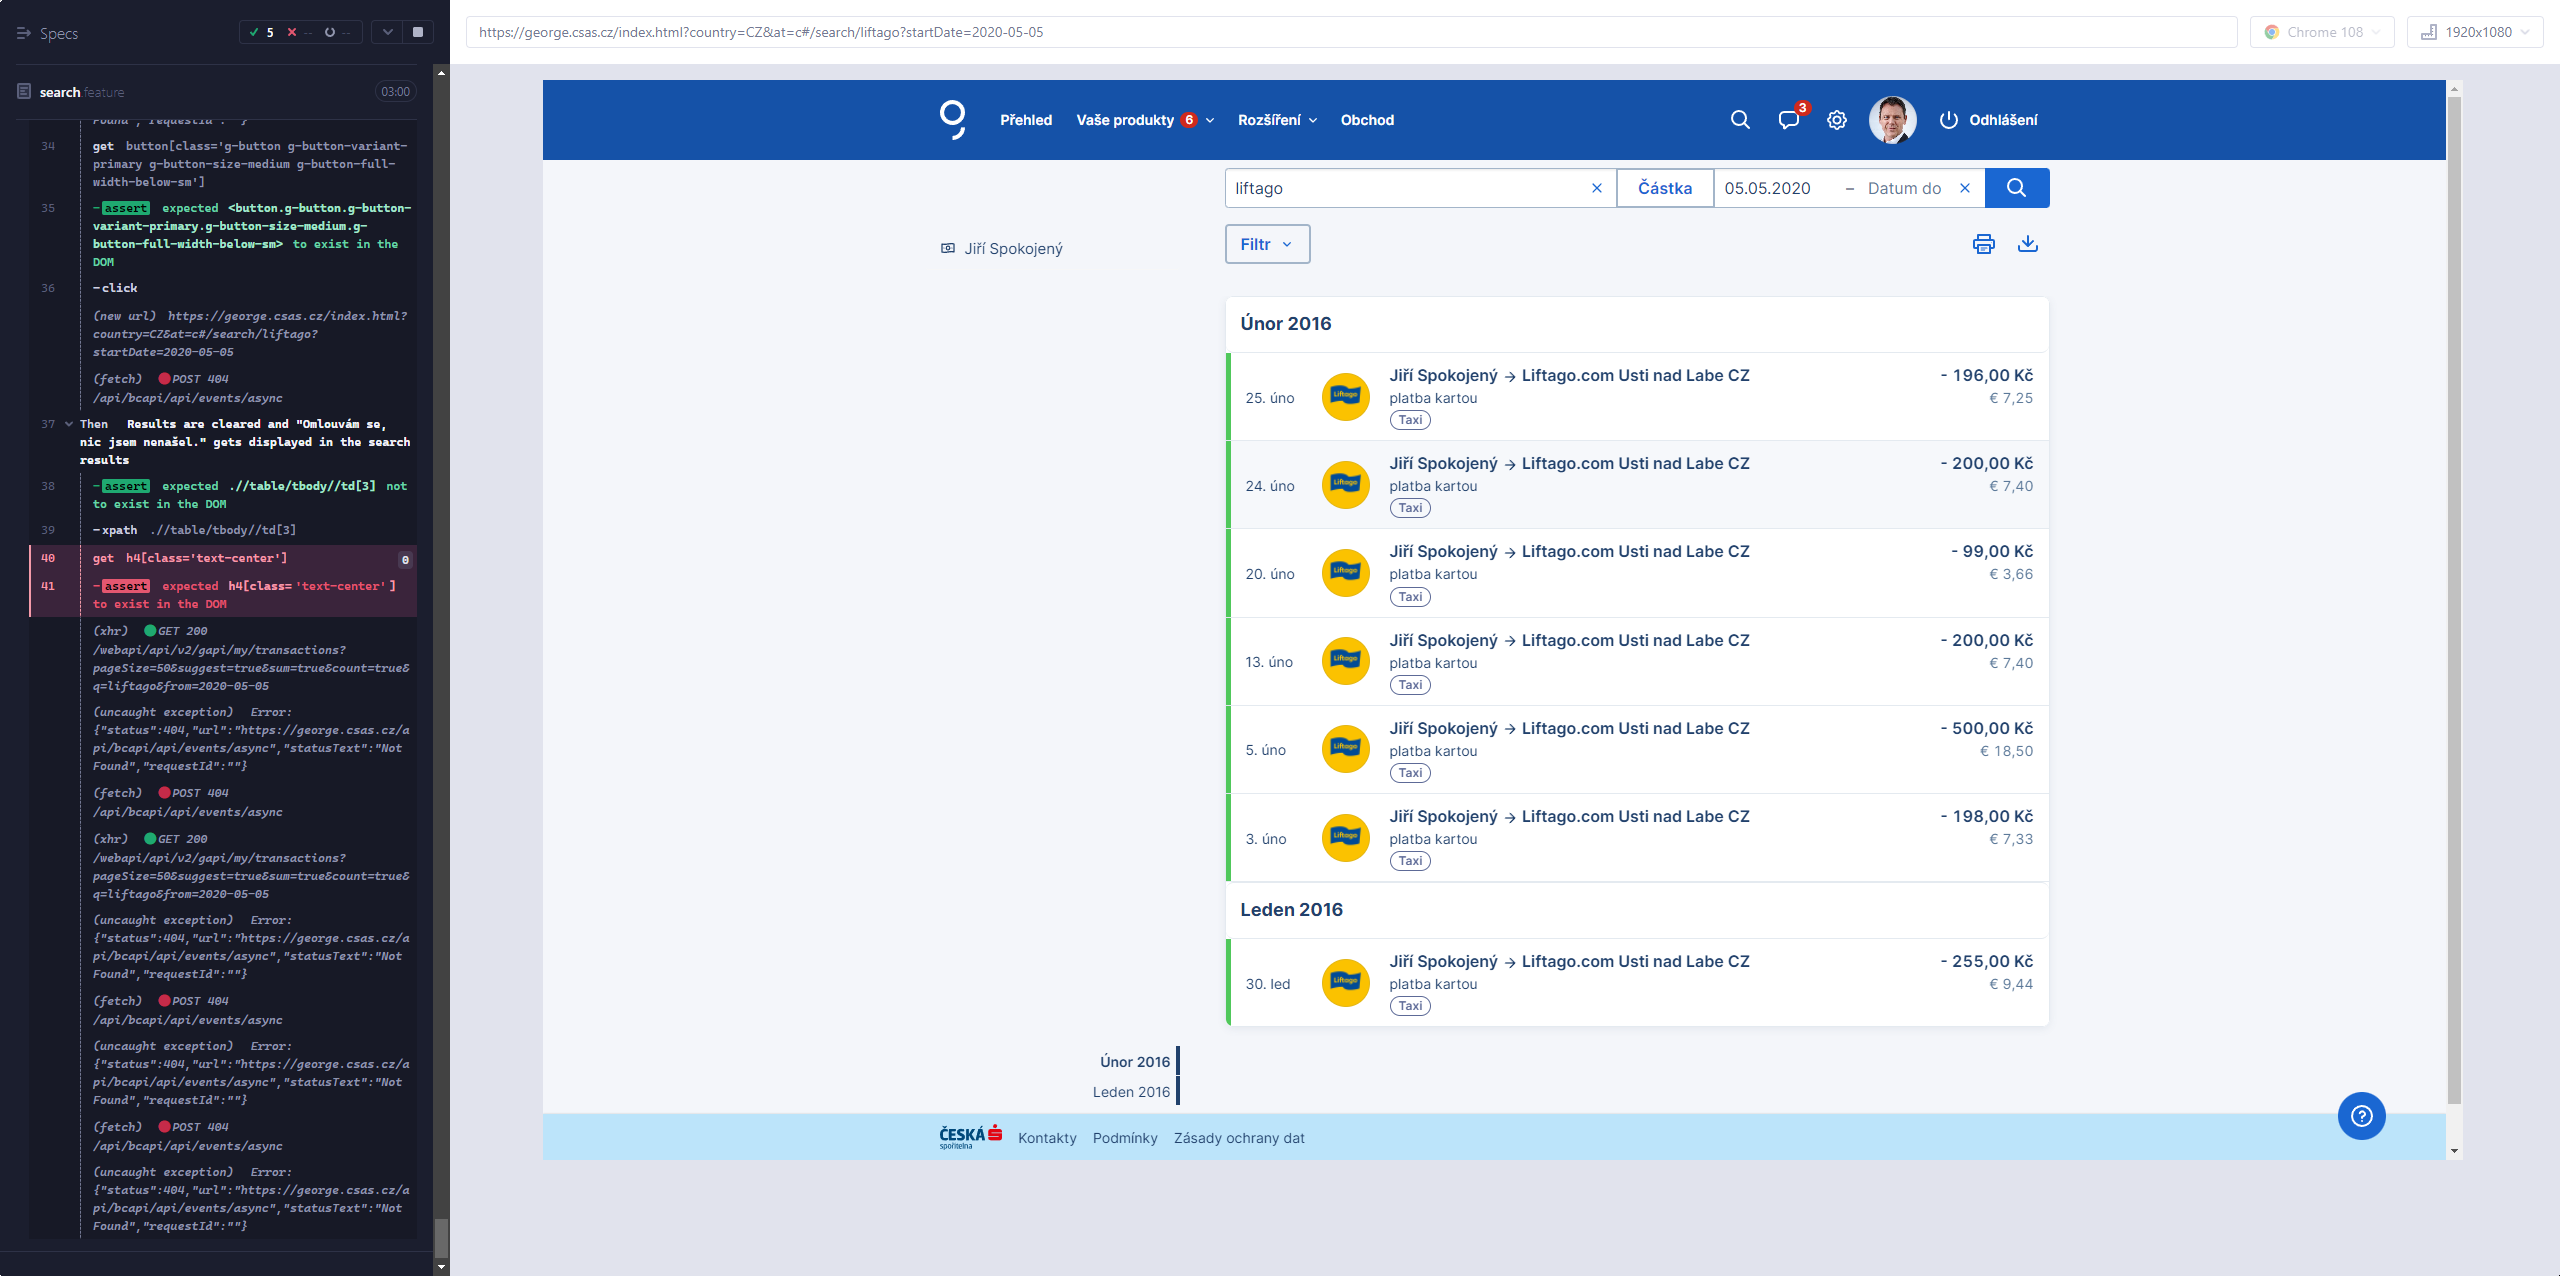 Specs
5
--
--
search.feature
03:00
Found","requestId":""}
34
get button[class='g-button g-button-variant-
primary g-button-size-medium g-button-full-
width-below-sm']
35
-assert expected <button.g-button.g-button-
variant-primary.g-button-size-medium.g-
button-full-width-below-sm> to exist in the
DOM
36
-click
(new url) https://george.csas.cz/index.html?
country=CZ&at=c#/search/liftago?
startDate=2020-05-05
(fetch) POST 404
/api/bcapi/api/events/async
37
Then Results are cleared and "Omlouvám se,
nic jsem nenašel." gets displayed in the search
results
38
-assert expected .//table/tbody//td[3] not
to exist in the DOM
39
-xpath .//table/tbody//td[3]
40
get h4[class='text-center']
0
41
-assert expected h4[class='text-center']
to exist in the DOM
(xhr) GET 200
/webapi/api/v2/gapi/my/transactions?
pageSize=50&suggest=true&sum=true&count=true&
q=liftago&from=2020-05-05
(uncaught exception) Error:
{"status":404,"url":"https://george.csas.cz/a
pi/bcapi/api/events/async","statusText":"Not
Found","requestId":""}
(fetch) POST 404
/api/bcapi/api/events/async
(xhr) GET 200
/webapi/api/v2/gapi/my/transactions?
pageSize=50&suggest=true&sum=true&count=true&
q=liftago&from=2020-05-05
(uncaught exception) Error:
{"status":404,"url":"https://george.csas.cz/a
pi/bcapi/api/events/async","statusText":"Not
Found","requestId":""}
(fetch) POST 404
/api/bcapi/api/events/async
(uncaught exception) Error:
{"status":404,"url":"https://george.csas.cz/a
pi/bcapi/api/events/async","statusText":"Not
Found","requestId":""}
(fetch) POST 404
/api/bcapi/api/events/async
(uncaught exception) Error:
{"status":404,"url":"https://george.csas.cz/a
pi/bcapi/api/events/async","statusText":"Not
Found","requestId":""}
https://george.csas.cz/index.html?country=CZ&at=c#/search/liftago?startDate=2020-05-05
Chrome 108
1920x1080
Přehled
Vaše produkty 6
Rozšíření
Obchod
3
Odhlášení
liftago
Částka
05.05.2020 – Datum do
Jiří Spokojený
Filtr
Únor 2016
25. úno
Liftago
Jiří Spokojený → Liftago.com Usti nad Labe CZ
platba kartou
Taxi
- 196,00 Kč
€ 7,25
24. úno
Liftago
Jiří Spokojený → Liftago.com Usti nad Labe CZ
platba kartou
Taxi
- 200,00 Kč
€ 7,40
20. úno
Liftago
Jiří Spokojený → Liftago.com Usti nad Labe CZ
platba kartou
Taxi
- 99,00 Kč
€ 3,66
13. úno
Liftago
Jiří Spokojený → Liftago.com Usti nad Labe CZ
platba kartou
Taxi
- 200,00 Kč
€ 7,40
5. úno
Liftago
Jiří Spokojený → Liftago.com Usti nad Labe CZ
platba kartou
Taxi
- 500,00 Kč
€ 18,50
3. úno
Liftago
Jiří Spokojený → Liftago.com Usti nad Labe CZ
platba kartou
Taxi
- 198,00 Kč
€ 7,33
Leden 2016
30. led
Liftago
Jiří Spokojený → Liftago.com Usti nad Labe CZ
platba kartou
Taxi
- 255,00 Kč
€ 9,44
Únor 2016
Leden 2016
ČESKÁ
spořitelna
Kontakty
Podmínky
Zásady ochrany dat